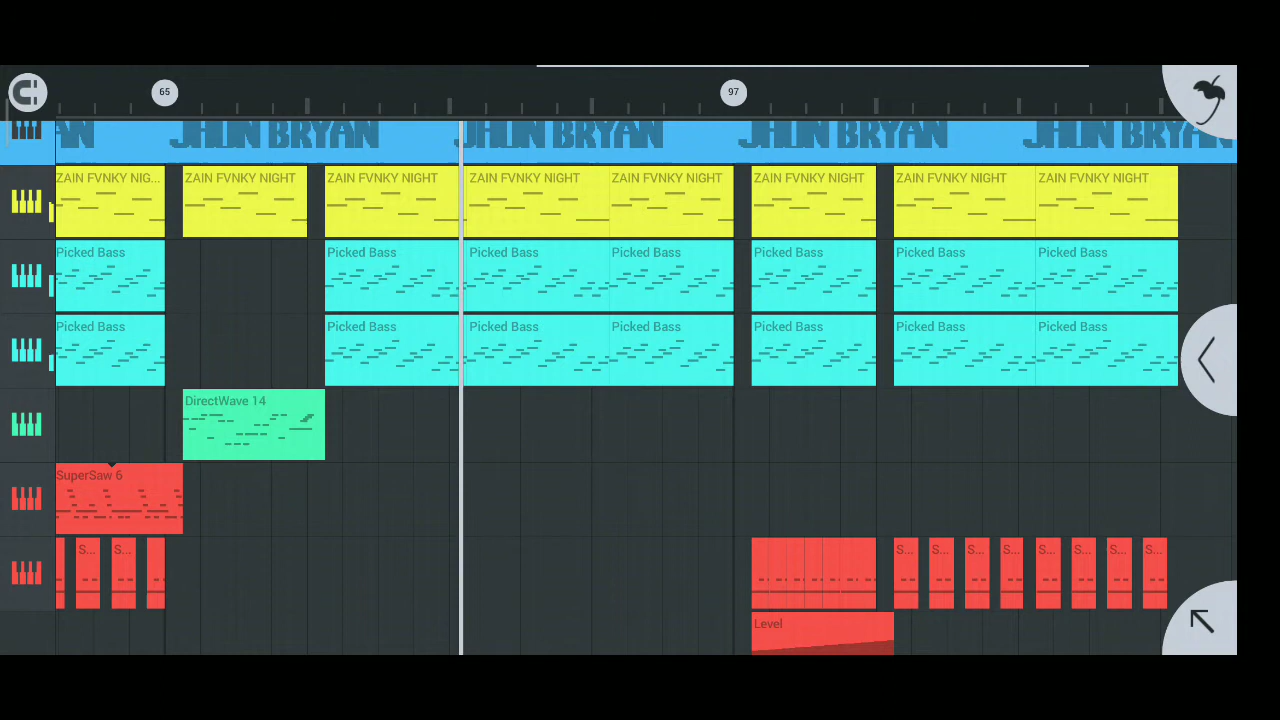 65 97
AN JHUN BRYAN JHUN BRYAN JHUN BRYAN JHUN BRYAN
ZAIN FVNKY NIG... ZAIN FVNKY NIGHT ZAIN FVNKY NIGHT ZAIN FVNKY NIGHT ZAIN FVNKY NIGHT ZAIN FVNKY NIGHT ZAIN FVNKY NIGHT ZAIN FVNKY NIGHT
Picked Bass Picked Bass Picked Bass Picked Bass Picked Bass Picked Bass Picked Bass
Picked Bass Picked Bass Picked Bass Picked Bass Picked Bass Picked Bass Picked Bass
DirectWave 14
SuperSaw 6
S... S... S... S... S... S... S... S... S... S...
Level